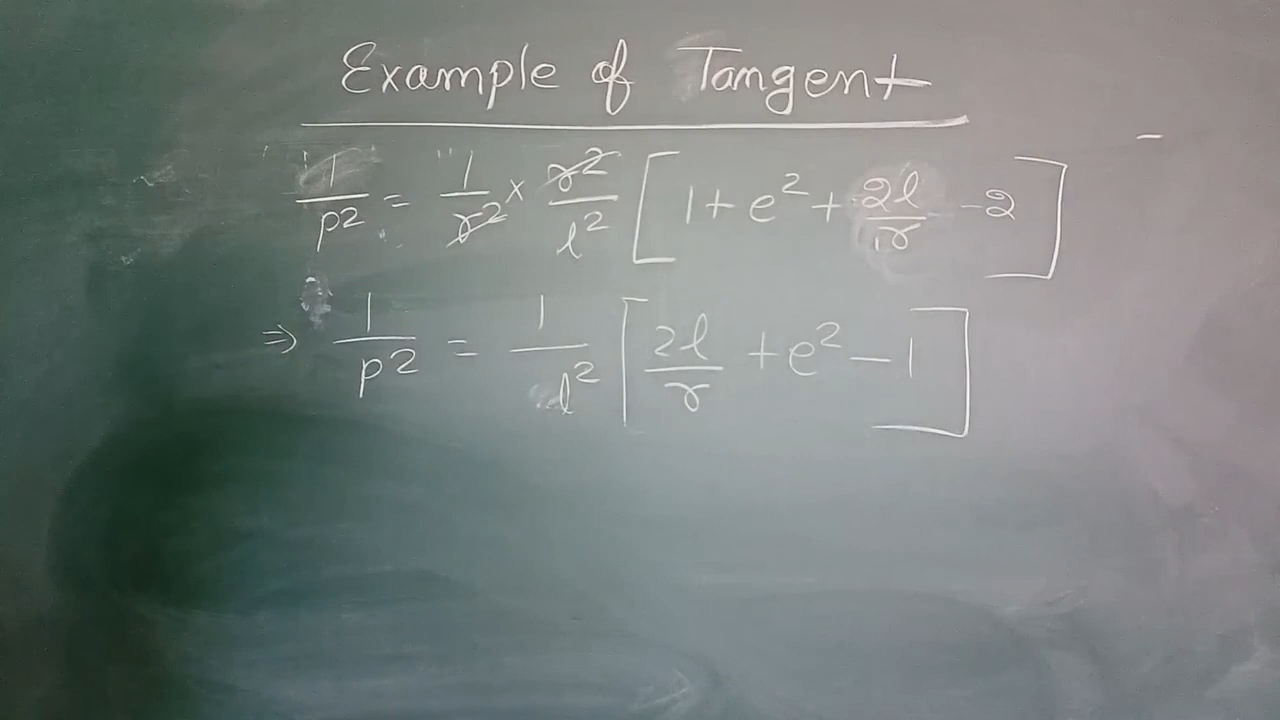 Example of Tangent
1/p² = 1/r² × r²/l² [1 + e² + 2l/r - 2]
⇒ 1/p² = 1/l² [2l/r + e² - 1]